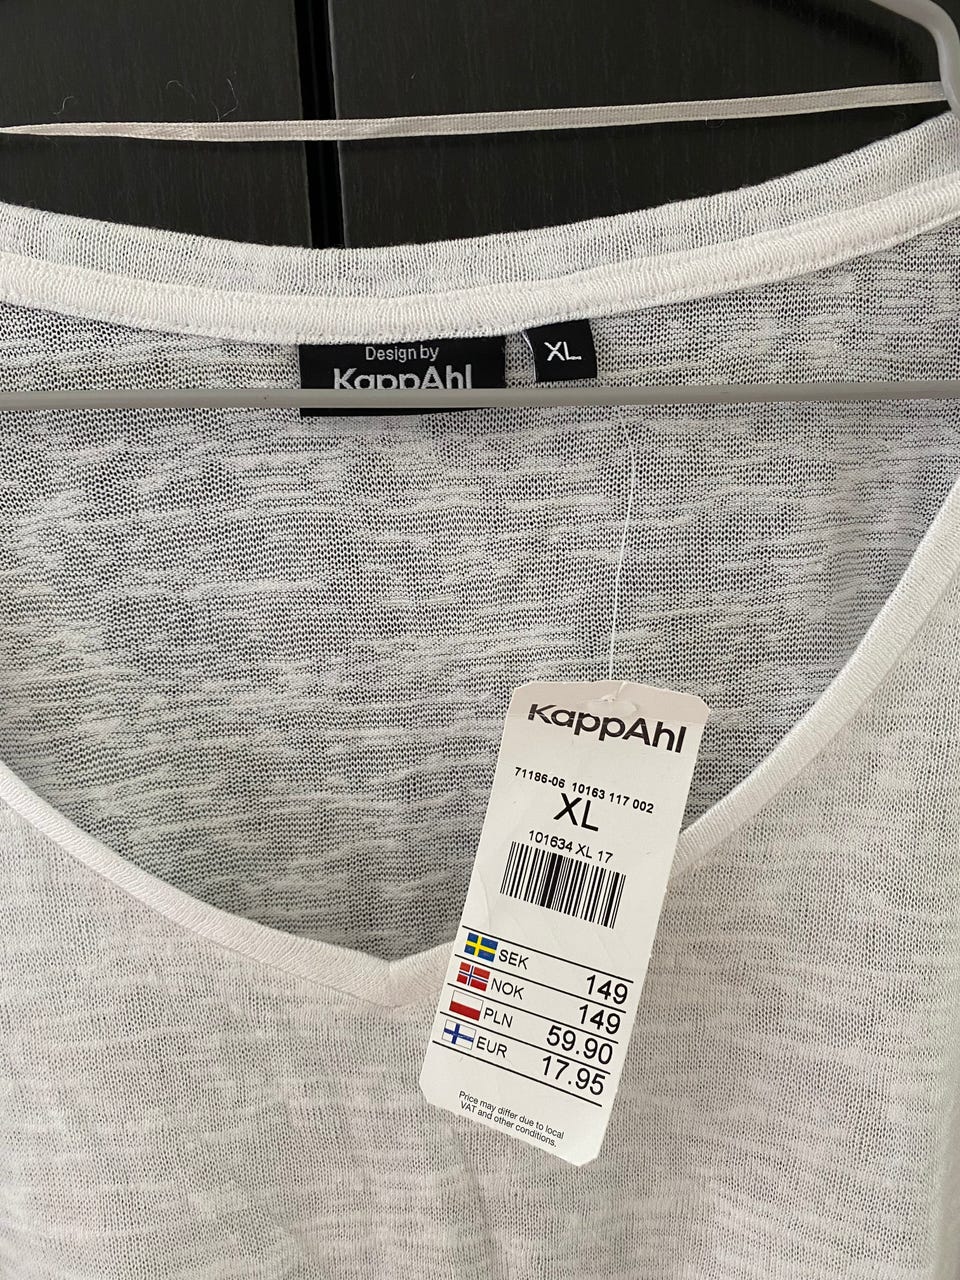 Design by
KappAhl
XL
KappAhl
71186-06 10163 117 002
XL
101634 XL 17
SEK 149
NOK 149
PLN 59.90
EUR 17.95
Price may differ due to local
VAT and other conditions.